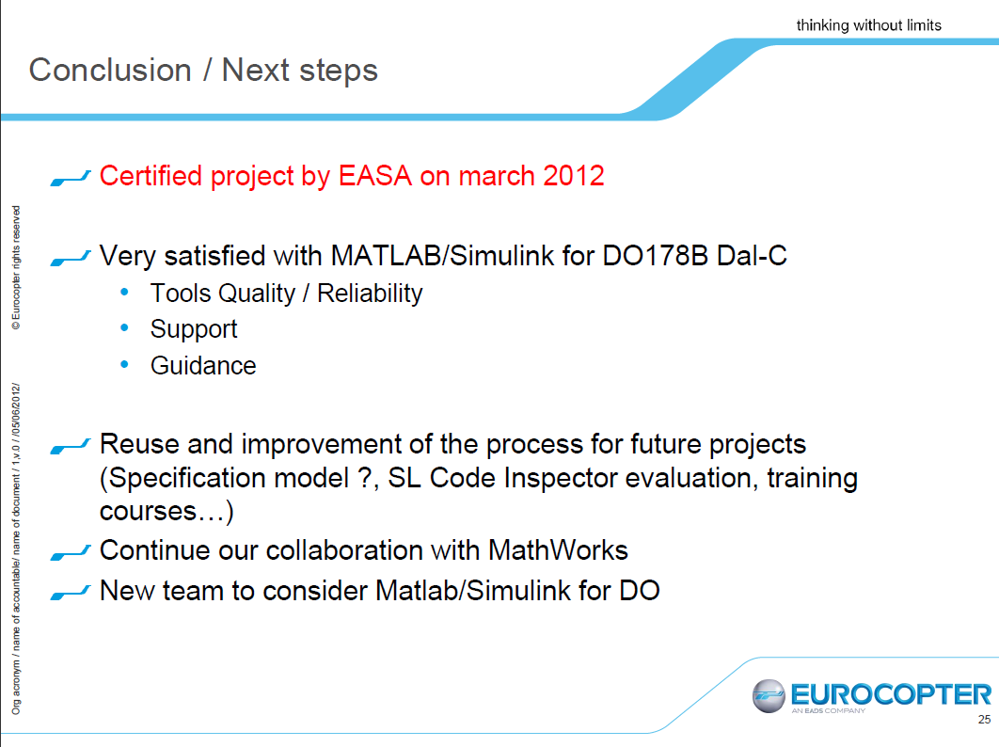 thinking without limits
Conclusion / Next steps
Certified project by EASA on march 2012
Very satisfied with MATLAB/Simulink for DO178B Dal-C
• Tools Quality / Reliability
• Support
• Guidance
Reuse and improvement of the process for future projects
(Specification model ?, SL Code Inspector evaluation, training
courses…)
Continue our collaboration with MathWorks
New team to consider Matlab/Simulink for DO
Org acronym / name of accountable/ name of document / 1,v.0 / /05/06/2012/
© Eurocopter rights reserved
EUROCOPTER
AN EADS COMPANY
25